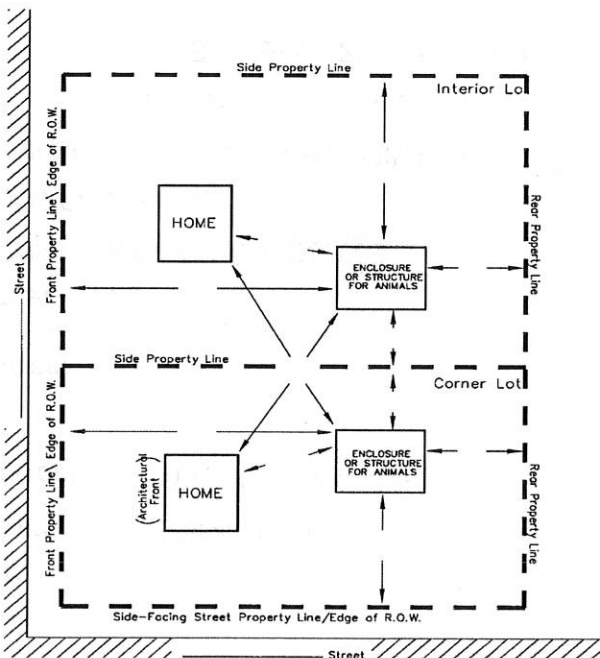 Side Property Line
Interior Lo
Front Property Line\ Edge of R.O.W.
HOME
ENCLOSURE
OR STRUCTURE
FOR ANIMALS
Rear Property Line
Street
Side Property Line
Corner Lot
Front Property Line\ Edge of R.O.W.
(Architectural
Front)
HOME
ENCLOSURE
OR STRUCTURE
FOR ANIMALS
Rear Property Line
Side-Facing Street Property Line/Edge of R.O.W.
Street